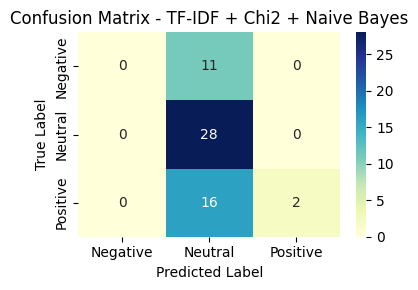 Confusion Matrix - TF-IDF + Chi2 + Naive Bayes
True Label
Negative
0 11 0
Neutral
0 28 0
Positive
0 16 2
Negative Neutral Positive
Predicted Label
25
20
15
10
5
0